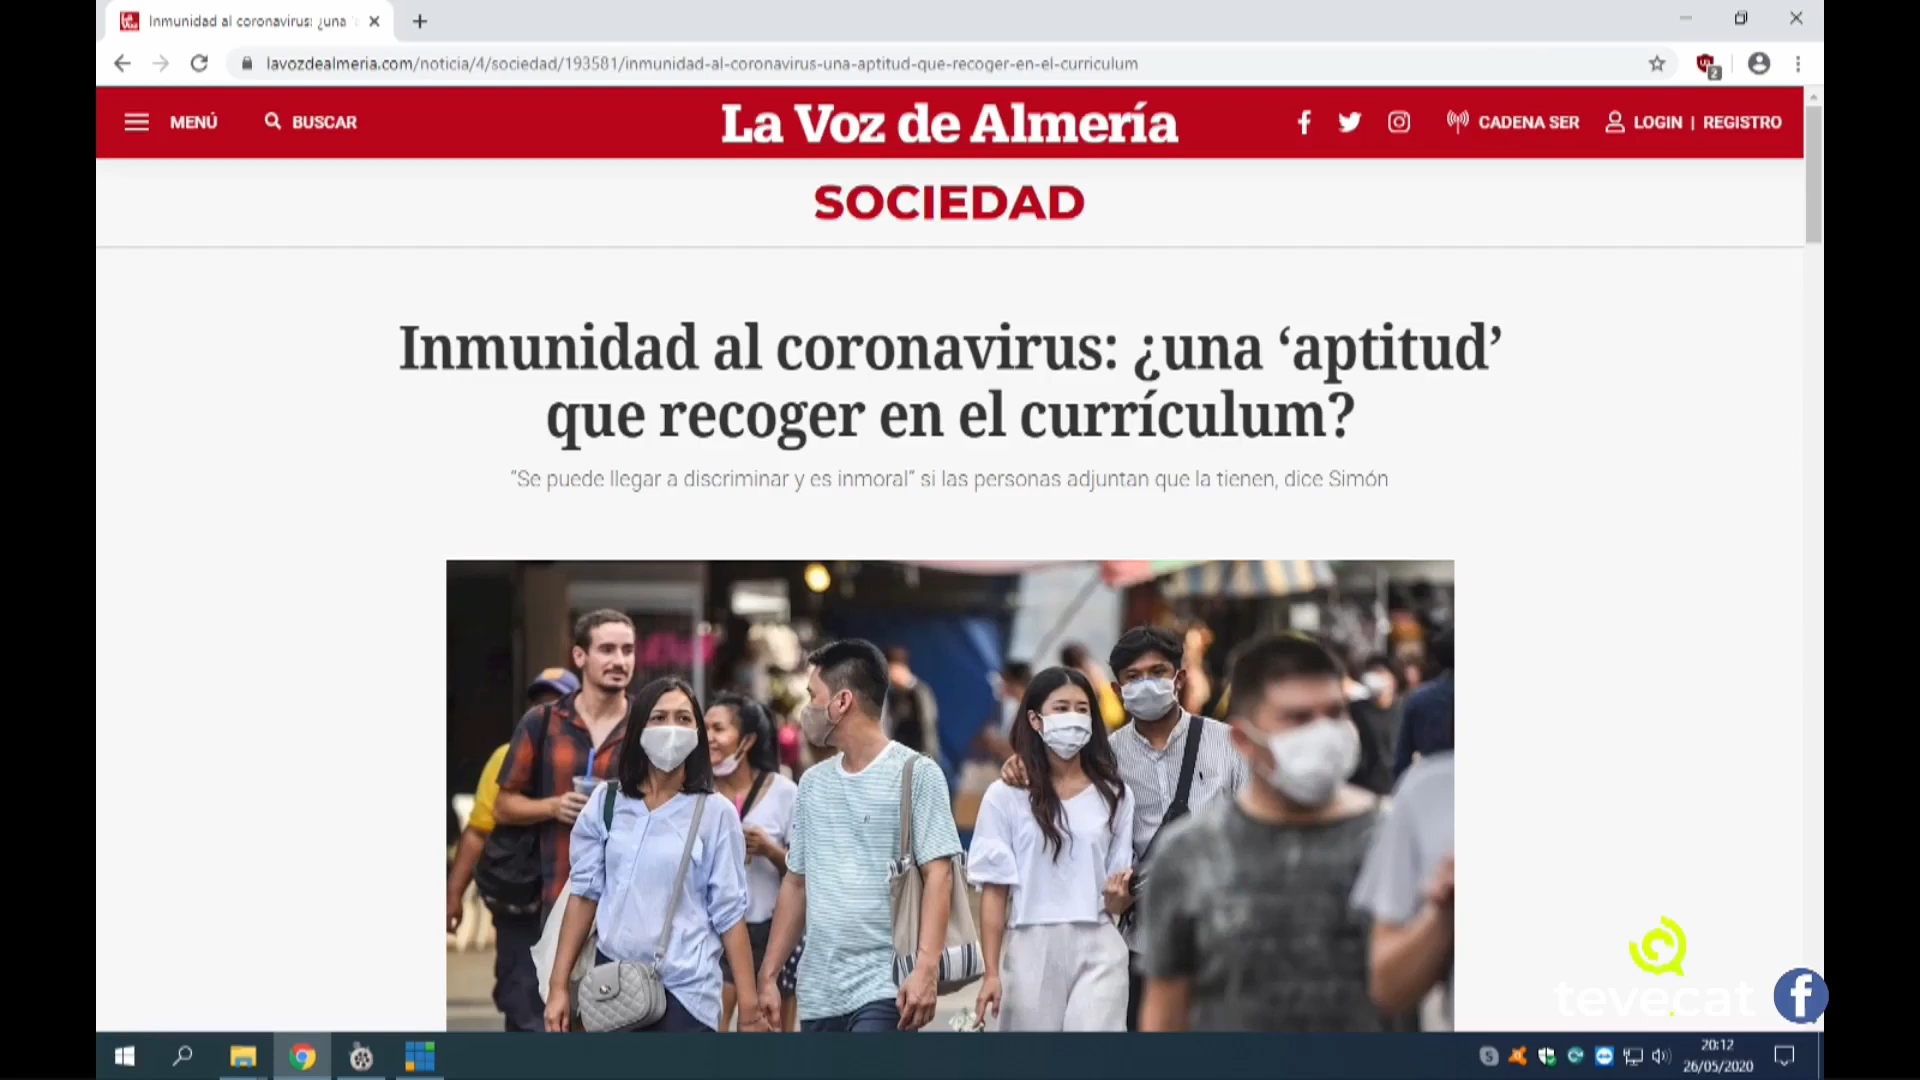 Inmunidad al coronavirus: ¿una
lavozdealmeria.com/noticia/4/sociedad/193581/inmunidad-al-coronavirus-una-aptitud-que-recoger-en-el-curriculum
2
MENÚ
BUSCAR
La Voz de Almería
CADENA SER
LOGIN | REGISTRO
SOCIEDAD
Inmunidad al coronavirus: ¿una ‘aptitud’
que recoger en el currículum?
“Se puede llegar a discriminar y es inmoral” si las personas adjuntan que la tienen, dice Simón
teve.cat
20:12
26/05/2020